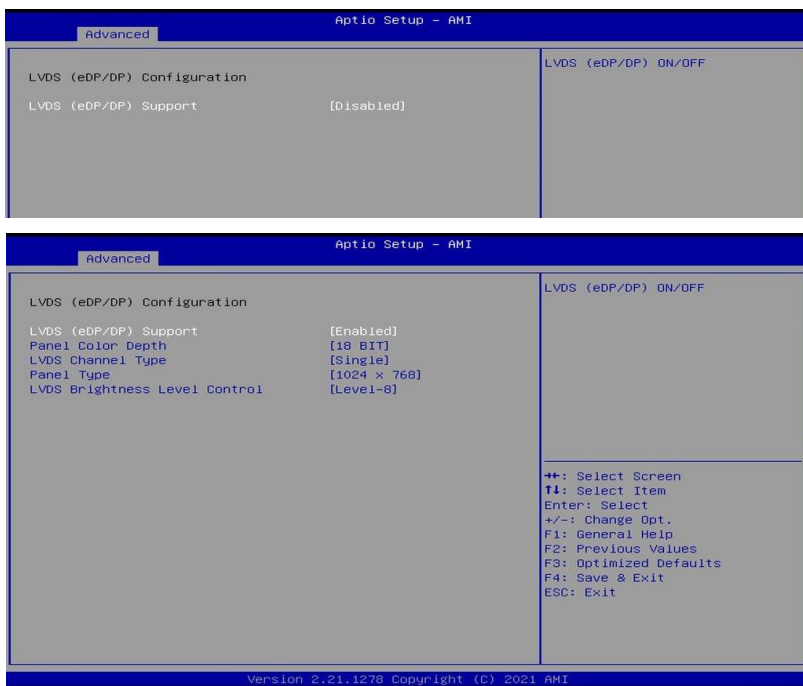 Aptio Setup - AMI
Advanced
LVDS (eDP/DP) Configuration
LVDS (eDP/DP) Support [Disabled]
LVDS (eDP/DP) ON/OFF
Aptio Setup - AMI
Advanced
LVDS (eDP/DP) Configuration
LVDS (eDP/DP) Support [Enabled]
Panel Color Depth [18 BIT]
LVDS Channel Type [Single]
Panel Type [1024 x 768]
LVDS Brightness Level Control [Level-8]
LVDS (eDP/DP) ON/OFF
→←: Select Screen
↑↓: Select Item
Enter: Select
+/-: Change Opt.
F1: General Help
F2: Previous Values
F3: Optimized Defaults
F4: Save & Exit
ESC: Exit
Version 2.21.1278 Copyright (C) 2021 AMI